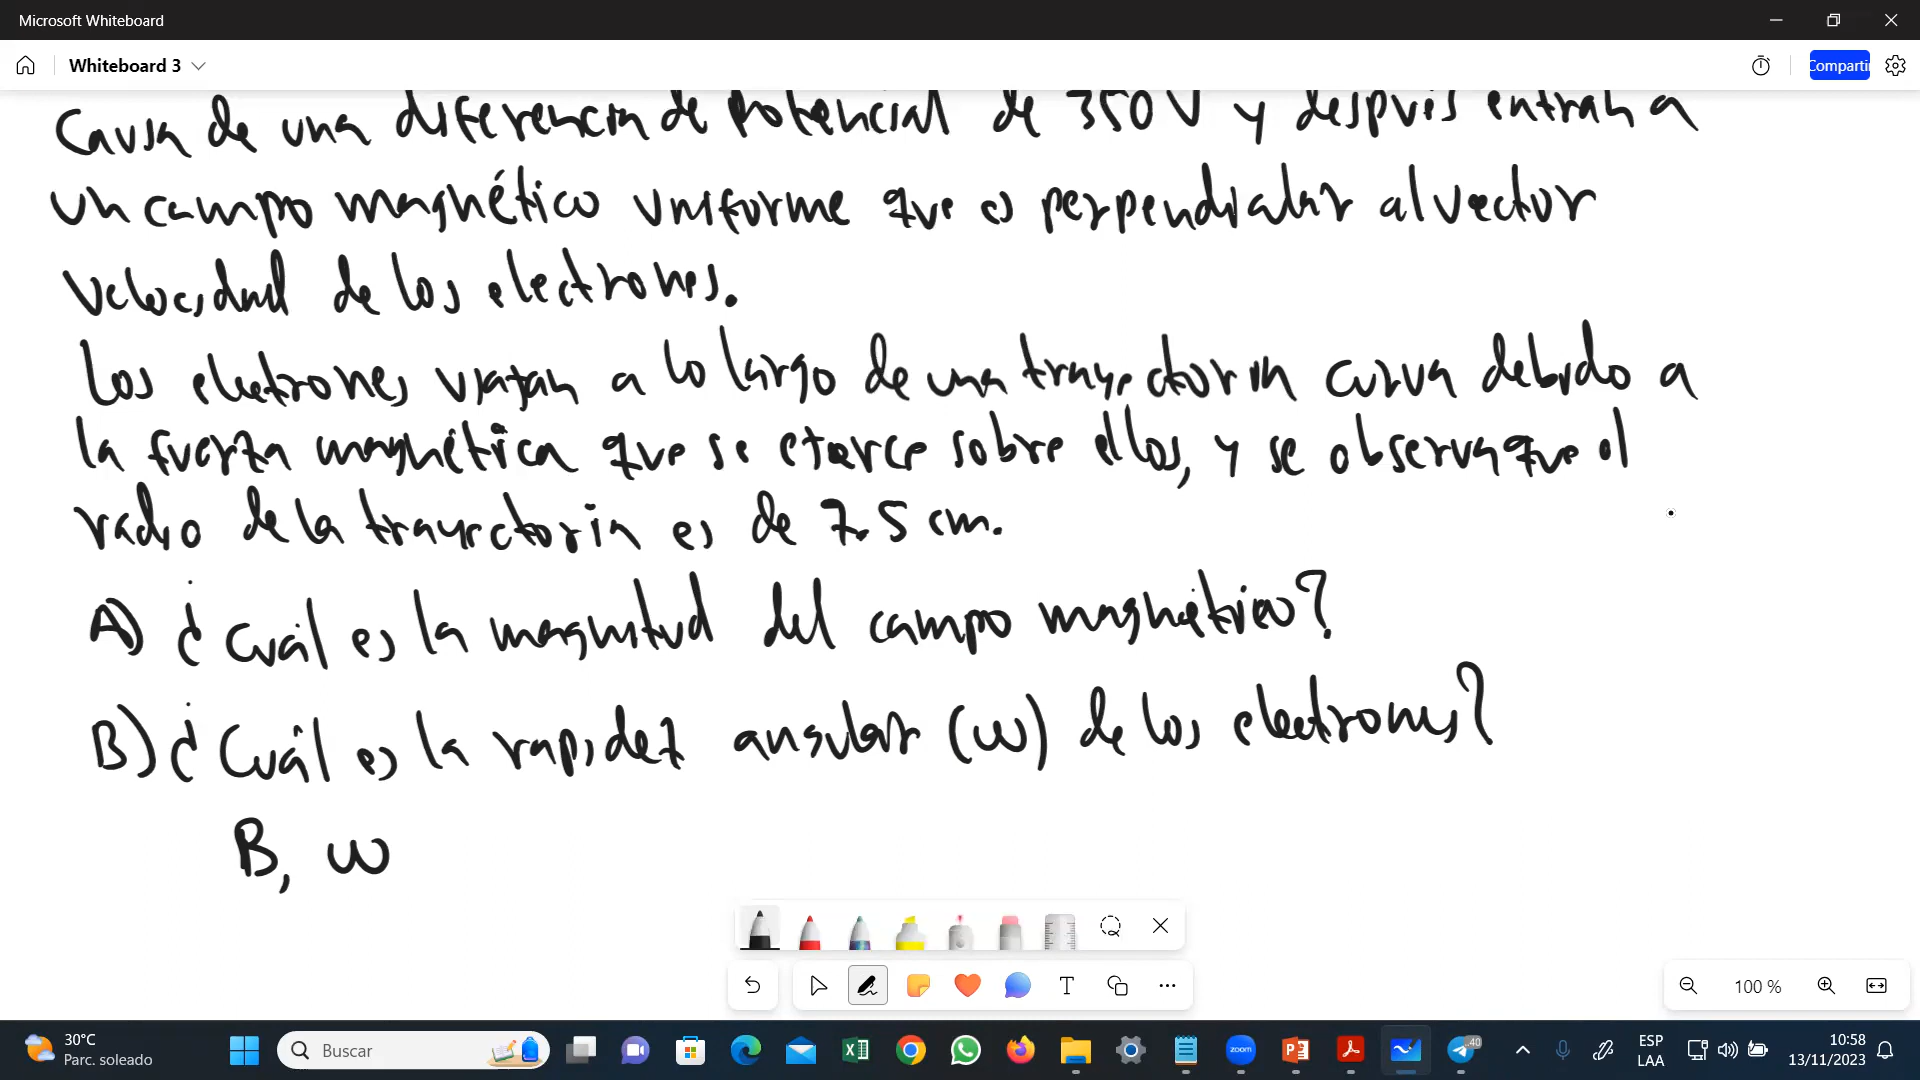 Microsoft Whiteboard
Whiteboard 3
Comparti
Causa de una diferencia de potencial de 350 V y después entran a
un campo magnético uniforme que es perpendicular al vector
velocidad de los electrones.
Los electrones viajan a lo largo de una trayectoria curva debido a
la fuerza magnética que se ejerce sobre ellos, y se observa que el
radio de la trayectoria es de 7.5 cm.
A) ¿Cuál es la magnitud del campo magnético?
B) ¿Cuál es la rapidez angular (ω) de los electrones?
B, ω
100 %
30°C
Parc. soleado
Buscar
zoom
40
ESP
LAA
10:58
13/11/2023